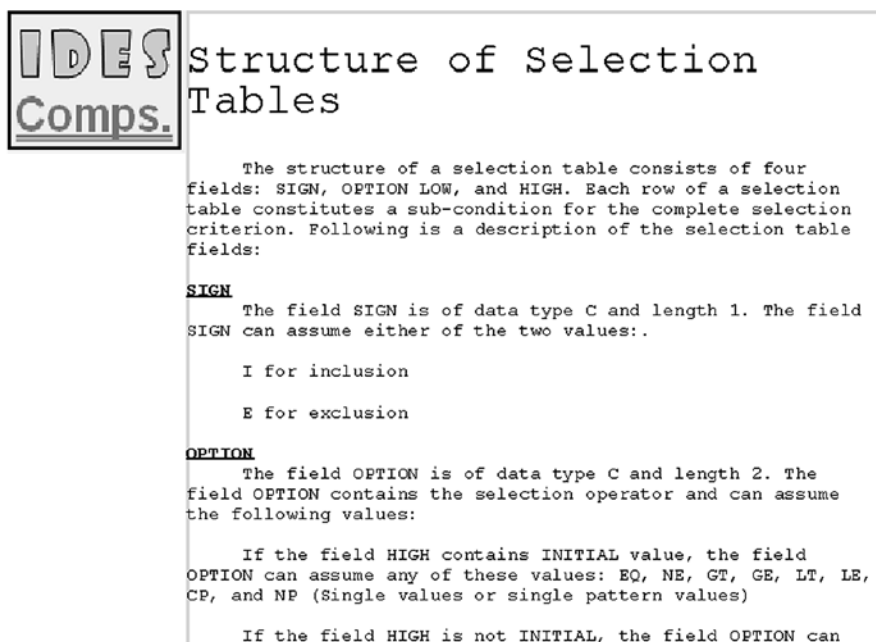 IDES
Comps.
Structure of Selection
Tables
The structure of a selection table consists of four
fields: SIGN, OPTION LOW, and HIGH. Each row of a selection
table constitutes a sub-condition for the complete selection
criterion. Following is a description of the selection table
fields:
SIGN
The field SIGN is of data type C and length 1. The field
SIGN can assume either of the two values:.
I for inclusion
E for exclusion
OPTION
The field OPTION is of data type C and length 2. The
field OPTION contains the selection operator and can assume
the following values:
If the field HIGH contains INITIAL value, the field
OPTION can assume any of these values: EQ, NE, GT, GE, LT, LE,
CP, and NP (Single values or single pattern values)
If the field HIGH is not INITIAL, the field OPTION can